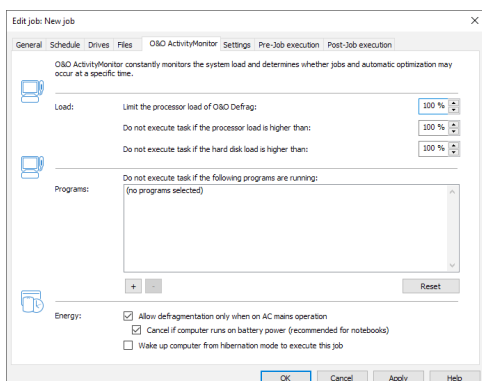 Edit job: New job
General Schedule Drives Files O&O ActivityMonitor Settings Pre-Job execution Post-Job execution
O&O ActivityMonitor constantly monitors the system load and determines whether jobs and automatic optimization may
occur at a specific time.
Load: Limit the processor load of O&O Defrag: 100 %
Do not execute task if the processor load is higher than: 100 %
Do not execute task if the hard disk load is higher than: 100 %
Do not execute task if the following programs are running:
Programs: (no programs selected)
+ - Reset
Energy: Allow defragmentation only when on AC mains operation
Cancel if computer runs on battery power (recommended for notebooks)
Wake up computer from hibernation mode to execute this job
OK Cancel Apply Help